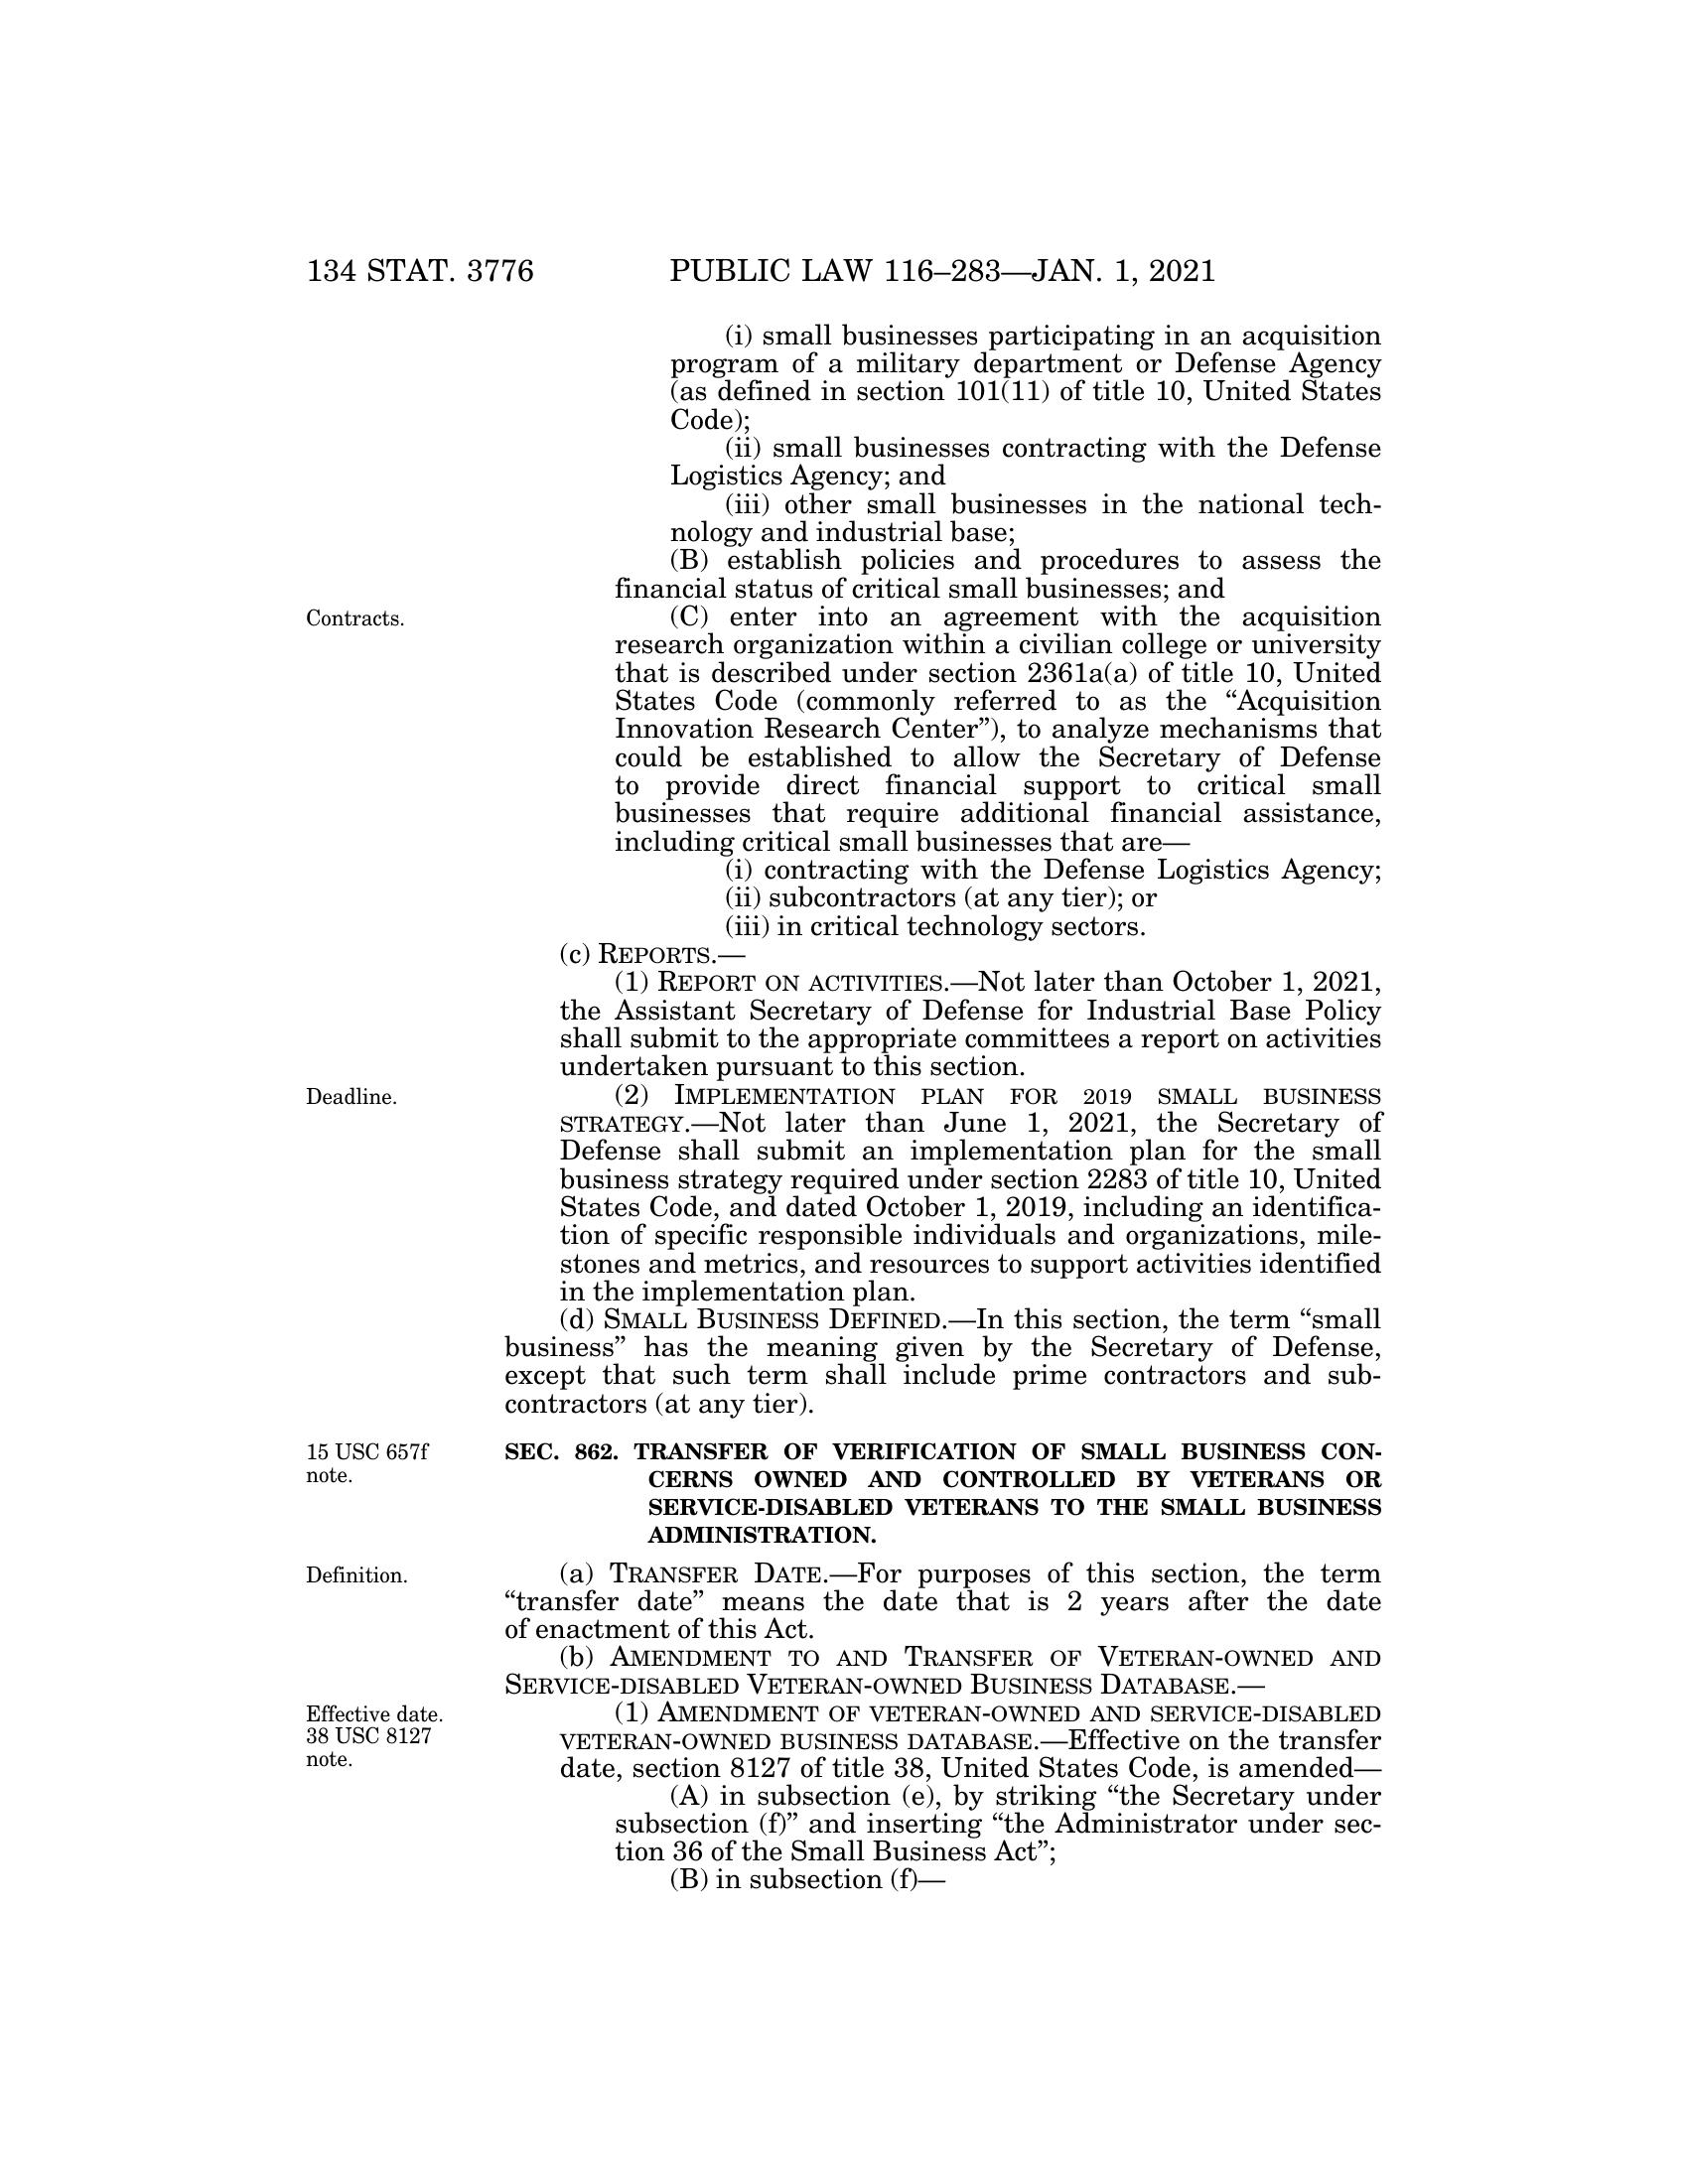 134 STAT. 3776 PUBLIC LAW 116–283—JAN. 1, 2021
(i) small businesses participating in an acquisition
program of a military department or Defense Agency
(as defined in section 101(11) of title 10, United States
Code);
(ii) small businesses contracting with the Defense
Logistics Agency; and
(iii) other small businesses in the national tech-
nology and industrial base;
(B) establish policies and procedures to assess the
financial status of critical small businesses; and
Contracts.
(C) enter into an agreement with the acquisition
research organization within a civilian college or university
that is described under section 2361a(a) of title 10, United
States Code (commonly referred to as the “Acquisition
Innovation Research Center”), to analyze mechanisms that
could be established to allow the Secretary of Defense
to provide direct financial support to critical small
businesses that require additional financial assistance,
including critical small businesses that are—
(i) contracting with the Defense Logistics Agency;
(ii) subcontractors (at any tier); or
(iii) in critical technology sectors.
(c) REPORTS.—
(1) REPORT ON ACTIVITIES.—Not later than October 1, 2021,
the Assistant Secretary of Defense for Industrial Base Policy
shall submit to the appropriate committees a report on activities
undertaken pursuant to this section.
Deadline.
(2) IMPLEMENTATION PLAN FOR 2019 SMALL BUSINESS
STRATEGY.—Not later than June 1, 2021, the Secretary of
Defense shall submit an implementation plan for the small
business strategy required under section 2283 of title 10, United
States Code, and dated October 1, 2019, including an identifica-
tion of specific responsible individuals and organizations, mile-
stones and metrics, and resources to support activities identified
in the implementation plan.
(d) SMALL BUSINESS DEFINED.—In this section, the term “small
business” has the meaning given by the Secretary of Defense,
except that such term shall include prime contractors and sub-
contractors (at any tier).
15 USC 657f
note.
SEC. 862. TRANSFER OF VERIFICATION OF SMALL BUSINESS CON-
CERNS OWNED AND CONTROLLED BY VETERANS OR
SERVICE-DISABLED VETERANS TO THE SMALL BUSINESS
ADMINISTRATION.
Definition.
(a) TRANSFER DATE.—For purposes of this section, the term
“transfer date” means the date that is 2 years after the date
of enactment of this Act.
(b) AMENDMENT TO AND TRANSFER OF VETERAN-OWNED AND
SERVICE-DISABLED VETERAN-OWNED BUSINESS DATABASE.—
Effective date.
38 USC 8127
note.
(1) AMENDMENT OF VETERAN-OWNED AND SERVICE-DISABLED
VETERAN-OWNED BUSINESS DATABASE.—Effective on the transfer
date, section 8127 of title 38, United States Code, is amended—
(A) in subsection (e), by striking “the Secretary under
subsection (f)” and inserting “the Administrator under sec-
tion 36 of the Small Business Act”;
(B) in subsection (f)—